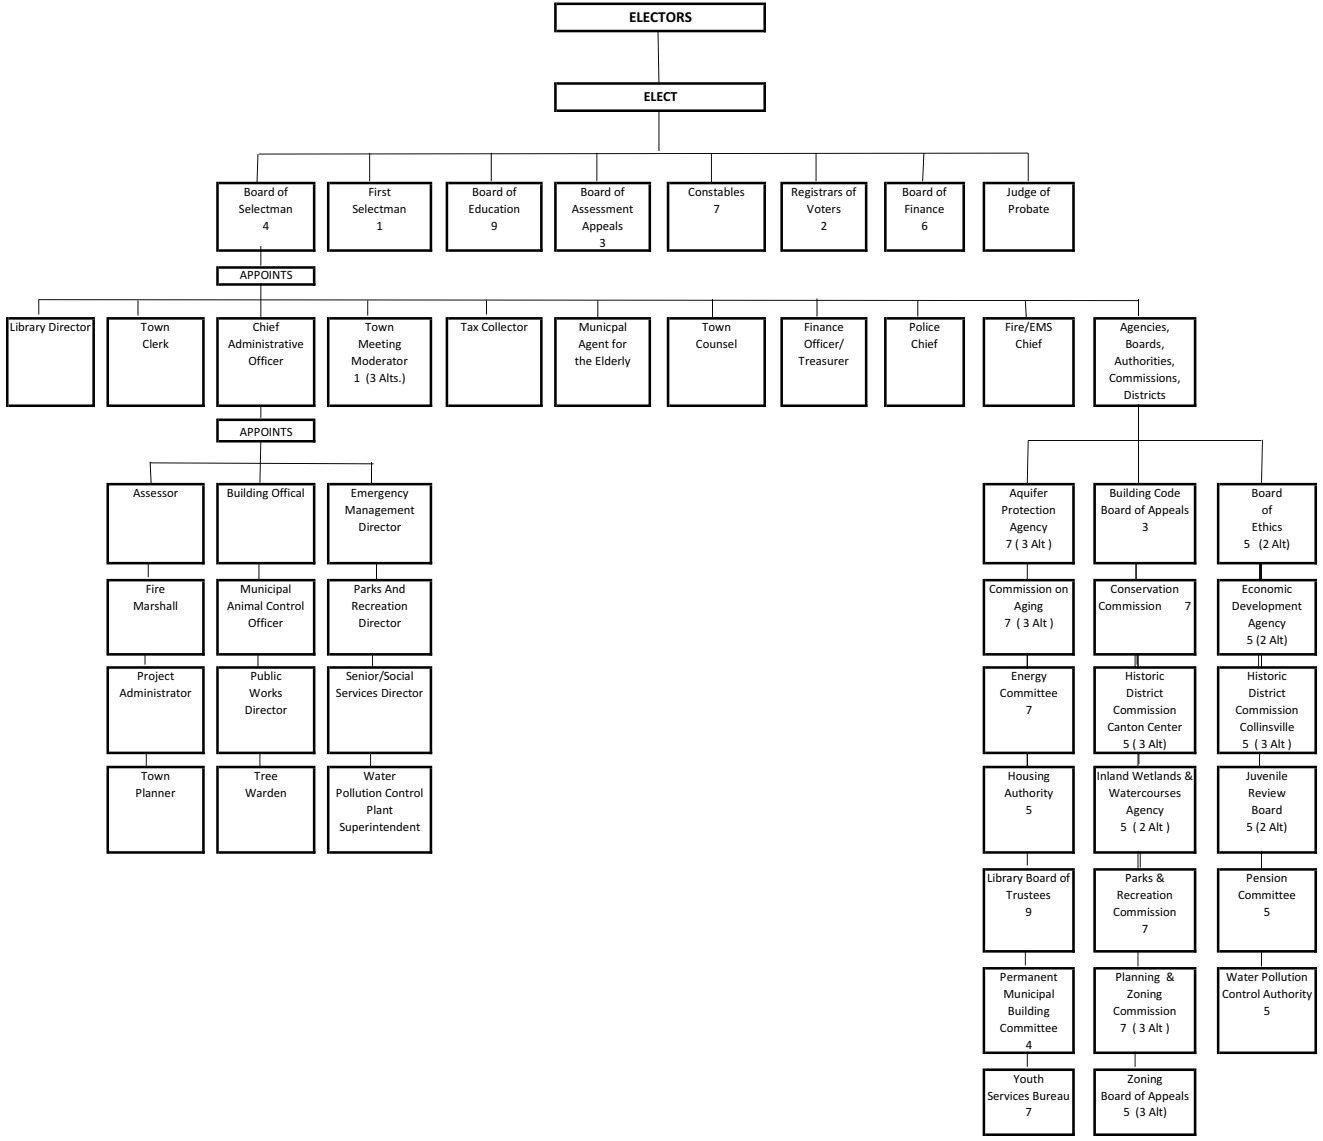 ELECTORS
ELECT
Board of
Selectman
4
First
Selectman
1
Board of
Education
9
Board of
Assessment
Appeals
3
Constables
7
Registrars of
Voters
2
Board of
Finance
6
Judge of
Probate
APPOINTS
Library Director
Town
Clerk
Chief
Administrative
Officer
Town
Meeting
Moderator
1 (3 Alts.)
Tax Collector
Municpal
Agent for
the Elderly
Town
Counsel
Finance
Officer/
Treasurer
Police
Chief
Fire/EMS
Chief
Agencies,
Boards,
Authorities,
Commissions,
Districts
APPOINTS
Assessor
Building Offical
Emergency
Management
Director
Fire
Marshall
Municipal
Animal Control
Officer
Parks And
Recreation
Director
Project
Administrator
Public
Works
Director
Senior/Social
Services Director
Town
Planner
Tree
Warden
Water
Pollution Control
Plant
Superintendent
Aquifer
Protection
Agency
7 ( 3 Alt )
Building Code
Board of Appeals
3
Board
of
Ethics
5 (2 Alt)
Commission on
Aging
7 ( 3 Alt )
Conservation
Commission 7
Economic
Development
Agency
5 (2 Alt)
Energy
Committee
7
Historic
District
Commission
Canton Center
5 ( 3 Alt)
Historic
District
Commission
Collinsville
5 ( 3 Alt )
Housing
Authority
5
Inland Wetlands &
Watercourses
Agency
5 ( 2 Alt )
Juvenile
Review
Board
5 (2 Alt)
Library Board of
Trustees
9
Parks &
Recreation
Commission
7
Pension
Committee
5
Permanent
Municipal
Building
Committee
4
Planning &
Zoning
Commission
7 ( 3 Alt )
Water Pollution
Control Authority
5
Youth
Services Bureau
7
Zoning
Board of Appeals
5 (3 Alt)